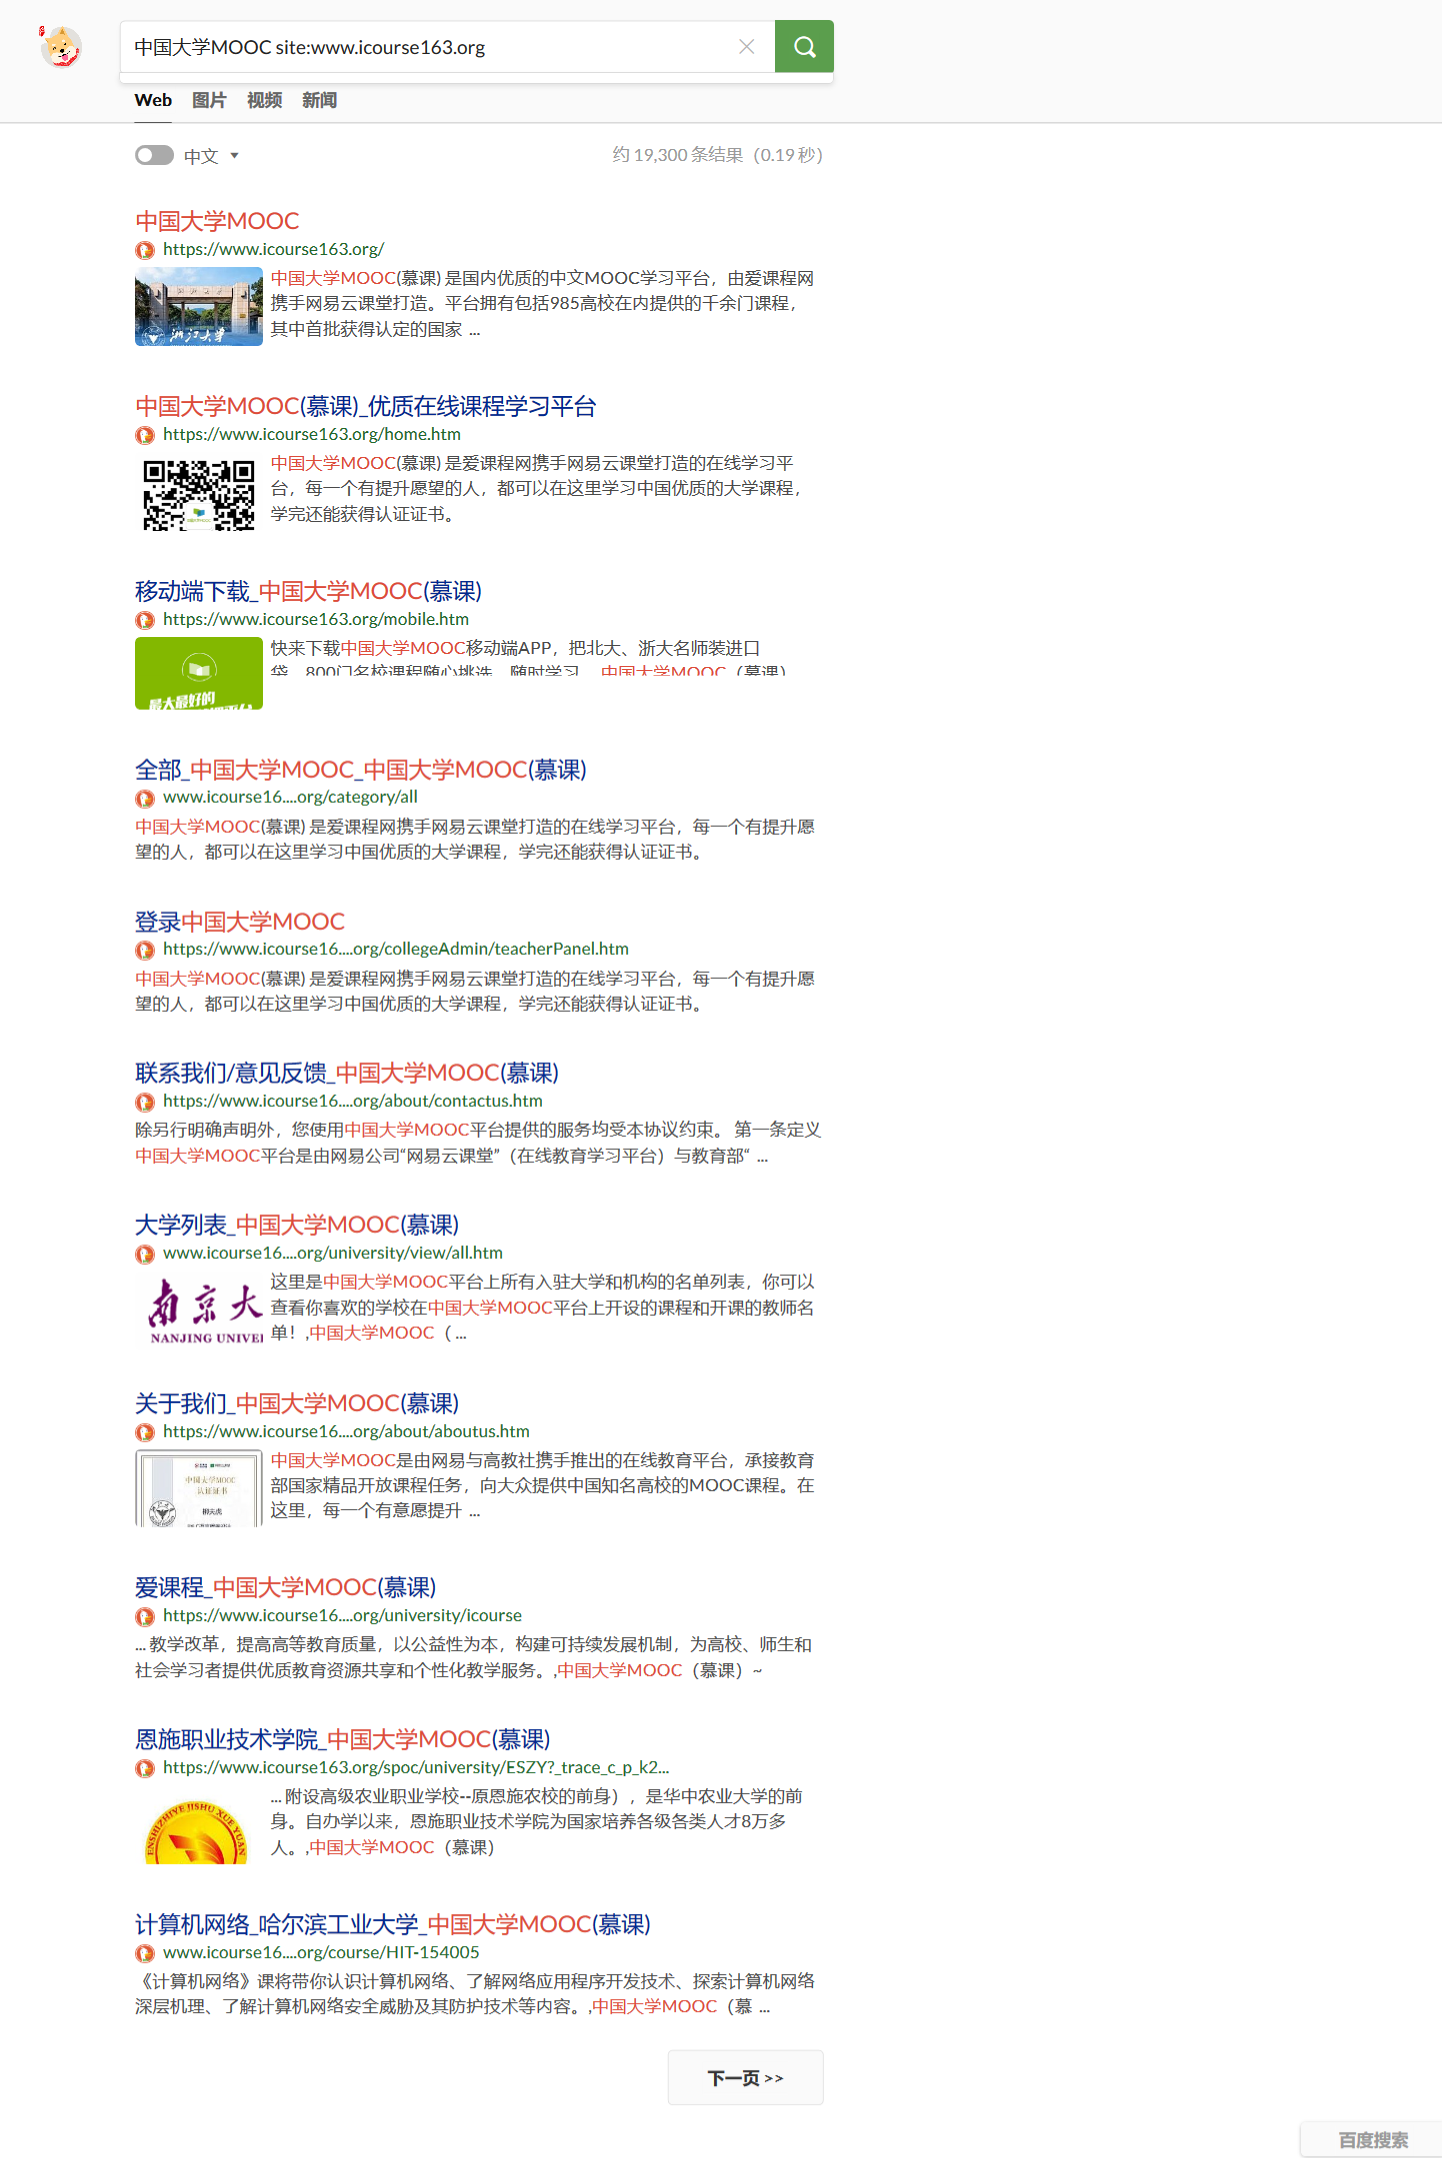 中国大学MOOC site:www.icourse163.org
Web 图片 视频 新闻
中文 约 19,300 条结果（0.19 秒）
中国大学MOOC
https://www.icourse163.org/
浙江大学
中国大学MOOC(慕课) 是国内优质的中文MOOC学习平台，由爱课程网
携手网易云课堂打造。平台拥有包括985高校在内提供的千余门课程，
其中首批获得认定的国家 ...
中国大学MOOC(慕课)_优质在线课程学习平台
https://www.icourse163.org/home.htm
中国大学MOOC(慕课) 是爱课程网携手网易云课堂打造的在线学习平
台，每一个有提升愿望的人，都可以在这里学习中国优质的大学课程，
学完还能获得认证证书。
移动端下载_中国大学MOOC(慕课)
https://www.icourse163.org/mobile.htm
快来下载中国大学MOOC移动端APP，把北大、浙大名师装进口
袋，800门名校课程随心挑选，随时学习。 中国大学MOOC（慕课）
最大最好的
全部_中国大学MOOC_中国大学MOOC(慕课)
www.icourse16....org/category/all
中国大学MOOC(慕课) 是爱课程网携手网易云课堂打造的在线学习平台，每一个有提升愿
望的人，都可以在这里学习中国优质的大学课程，学完还能获得认证证书。
登录中国大学MOOC
https://www.icourse16....org/collegeAdmin/teacherPanel.htm
中国大学MOOC(慕课) 是爱课程网携手网易云课堂打造的在线学习平台，每一个有提升愿
望的人，都可以在这里学习中国优质的大学课程，学完还能获得认证证书。
联系我们/意见反馈_中国大学MOOC(慕课)
https://www.icourse16....org/about/contactus.htm
除另行明确声明外，您使用中国大学MOOC平台提供的服务均受本协议约束。 第一条定义
中国大学MOOC平台是由网易公司“网易云课堂”（在线教育学习平台）与教育部“ ...
大学列表_中国大学MOOC(慕课)
www.icourse16....org/university/view/all.htm
南京大
NANJING UNIVE
这里是中国大学MOOC平台上所有入驻大学和机构的名单列表，你可以
查看你喜欢的学校在中国大学MOOC平台上开设的课程和开课的教师名
单！,中国大学MOOC（ ...
关于我们_中国大学MOOC(慕课)
https://www.icourse16....org/about/aboutus.htm
中国大学MOOC
认证证书
中国大学MOOC是由网易与高教社携手推出的在线教育平台，承接教育
部国家精品开放课程任务，向大众提供中国知名高校的MOOC课程。在
这里，每一个有意愿提升 ...
爱课程_中国大学MOOC(慕课)
https://www.icourse16....org/university/icourse
... 教学改革，提高高等教育质量，以公益性为本，构建可持续发展机制，为高校、师生和
社会学习者提供优质教育资源共享和个性化教学服务。,中国大学MOOC（慕课）~
恩施职业技术学院_中国大学MOOC(慕课)
https://www.icourse163.org/spoc/university/ESZY?_trace_c_p_k2...
ENSHIZHIYE JISHU XUE YUAN
... 附设高级农业职业学校--原恩施农校的前身），是华中农业大学的前
身。自办学以来，恩施职业技术学院为国家培养各级各类人才8万多
人。,中国大学MOOC（慕课）
计算机网络_哈尔滨工业大学_中国大学MOOC(慕课)
www.icourse16....org/course/HIT-154005
《计算机网络》课将带你认识计算机网络、了解网络应用程序开发技术、探索计算机网络
深层机理、了解计算机网络安全威胁及其防护技术等内容。,中国大学MOOC（慕 ...
下一页 >>
百度搜索